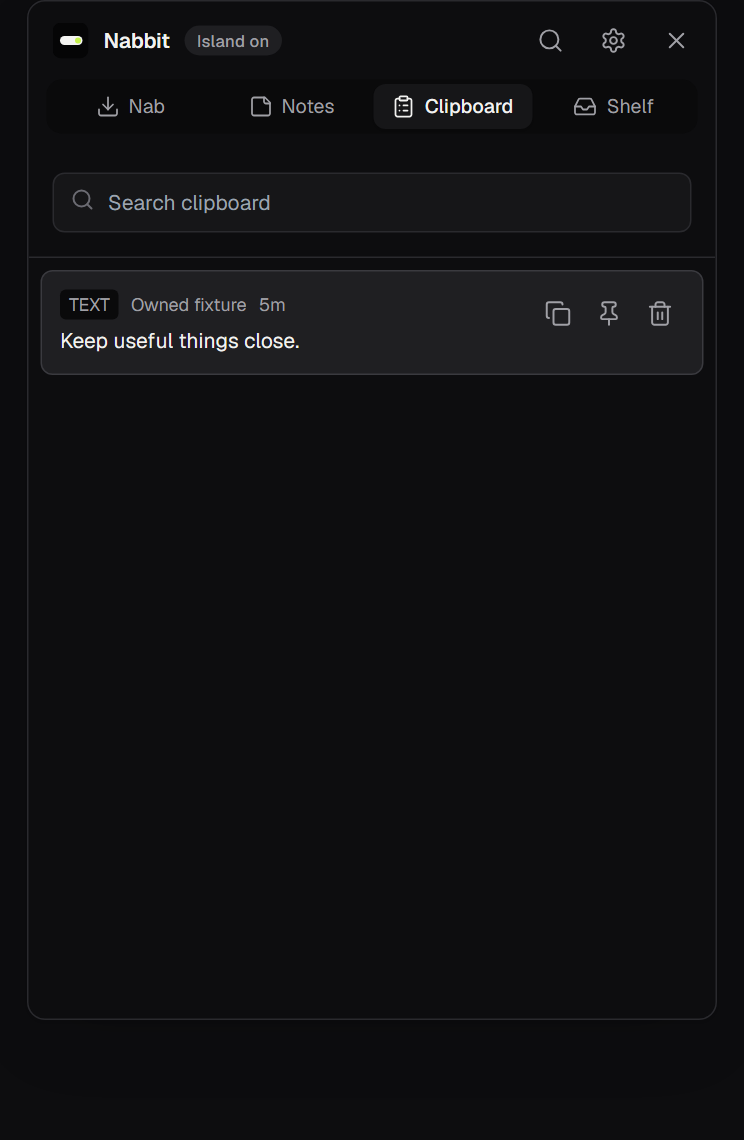 Nabbit Island on
Nab Notes Clipboard Shelf
Search clipboard
TEXT Owned fixture 5m
Keep useful things close.